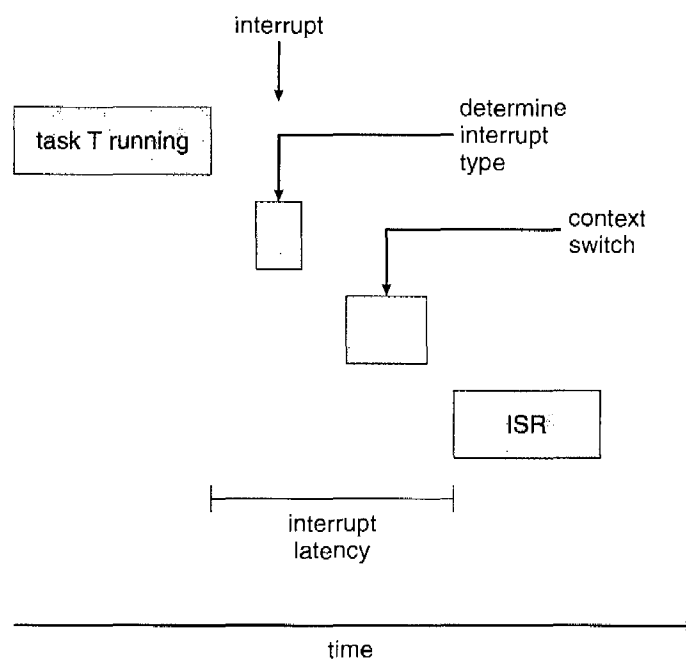 interrupt
task T running
determine
interrupt
type
context
switch
ISR
interrupt
latency
time